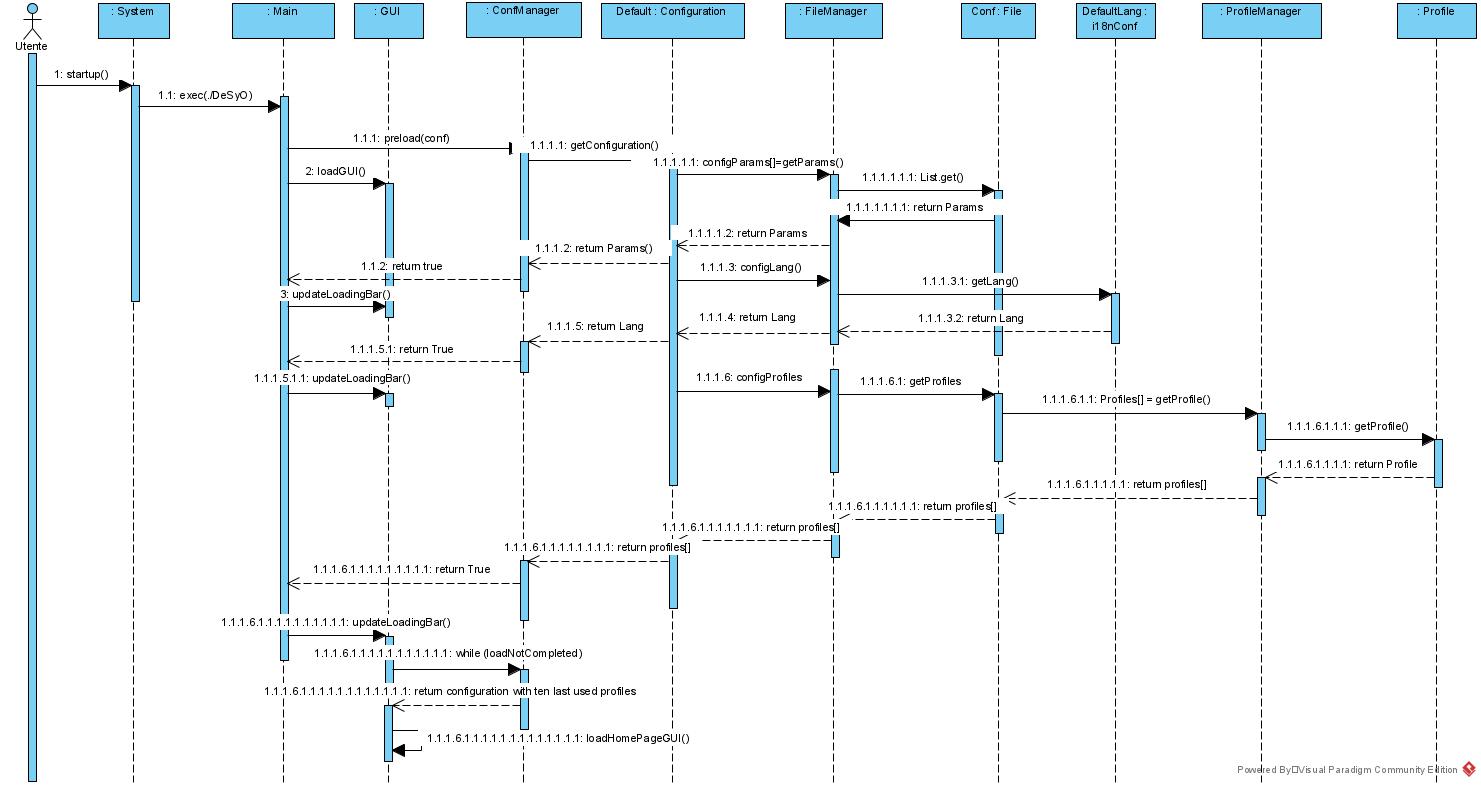 : System
: Main
: GUI
: ConfManager
Default : Configuration
: FileManager
Conf : File
DefaultLang :
i18nConf
: ProfileManager
: Profile
Utente
1: startup()
1.1: exec(./DeSyO)
1.1.1: preload(conf)
1.1.1.1: getConfiguration()
1.1.1.1.1: configParams[]=getParams()
2: loadGUI()
1.1.1.1.1.1: List.get()
1.1.1.1.1.1.1: return Params
1.1.1.1.2: return Params
1.1.1.2: return Params()
1.1.2: return true
1.1.1.3: configLang()
1.1.1.3.1: getLang()
3: updateLoadingBar()
1.1.1.3.2: return Lang
1.1.1.4: return Lang
1.1.1.5: return Lang
1.1.1.5.1: return True
1.1.1.5.1.1: updateLoadingBar()
1.1.1.6: configProfiles
1.1.1.6.1: getProfiles
1.1.1.6.1.1: Profiles[] = getProfile()
1.1.1.6.1.1.1: getProfile()
1.1.1.6.1.1.1.1: return Profile
1.1.1.6.1.1.1.1.1: return profiles[]
1.1.1.6.1.1.1.1.1.1: return profiles[]
1.1.1.6.1.1.1.1.1.1.1: return profiles[]
1.1.1.6.1.1.1.1.1.1.1.1: return profiles[]
1.1.1.6.1.1.1.1.1.1.1.1.1: return True
1.1.1.6.1.1.1.1.1.1.1.1.1.1: updateLoadingBar()
1.1.1.6.1.1.1.1.1.1.1.1.1.1.1: while (loadNotCompleted)
1.1.1.6.1.1.1.1.1.1.1.1.1.1.1.1: return configuration with ten last used profiles
1.1.1.6.1.1.1.1.1.1.1.1.1.1.1.1.1: loadHomePageGUI()
Powered By Visual Paradigm Community Edition